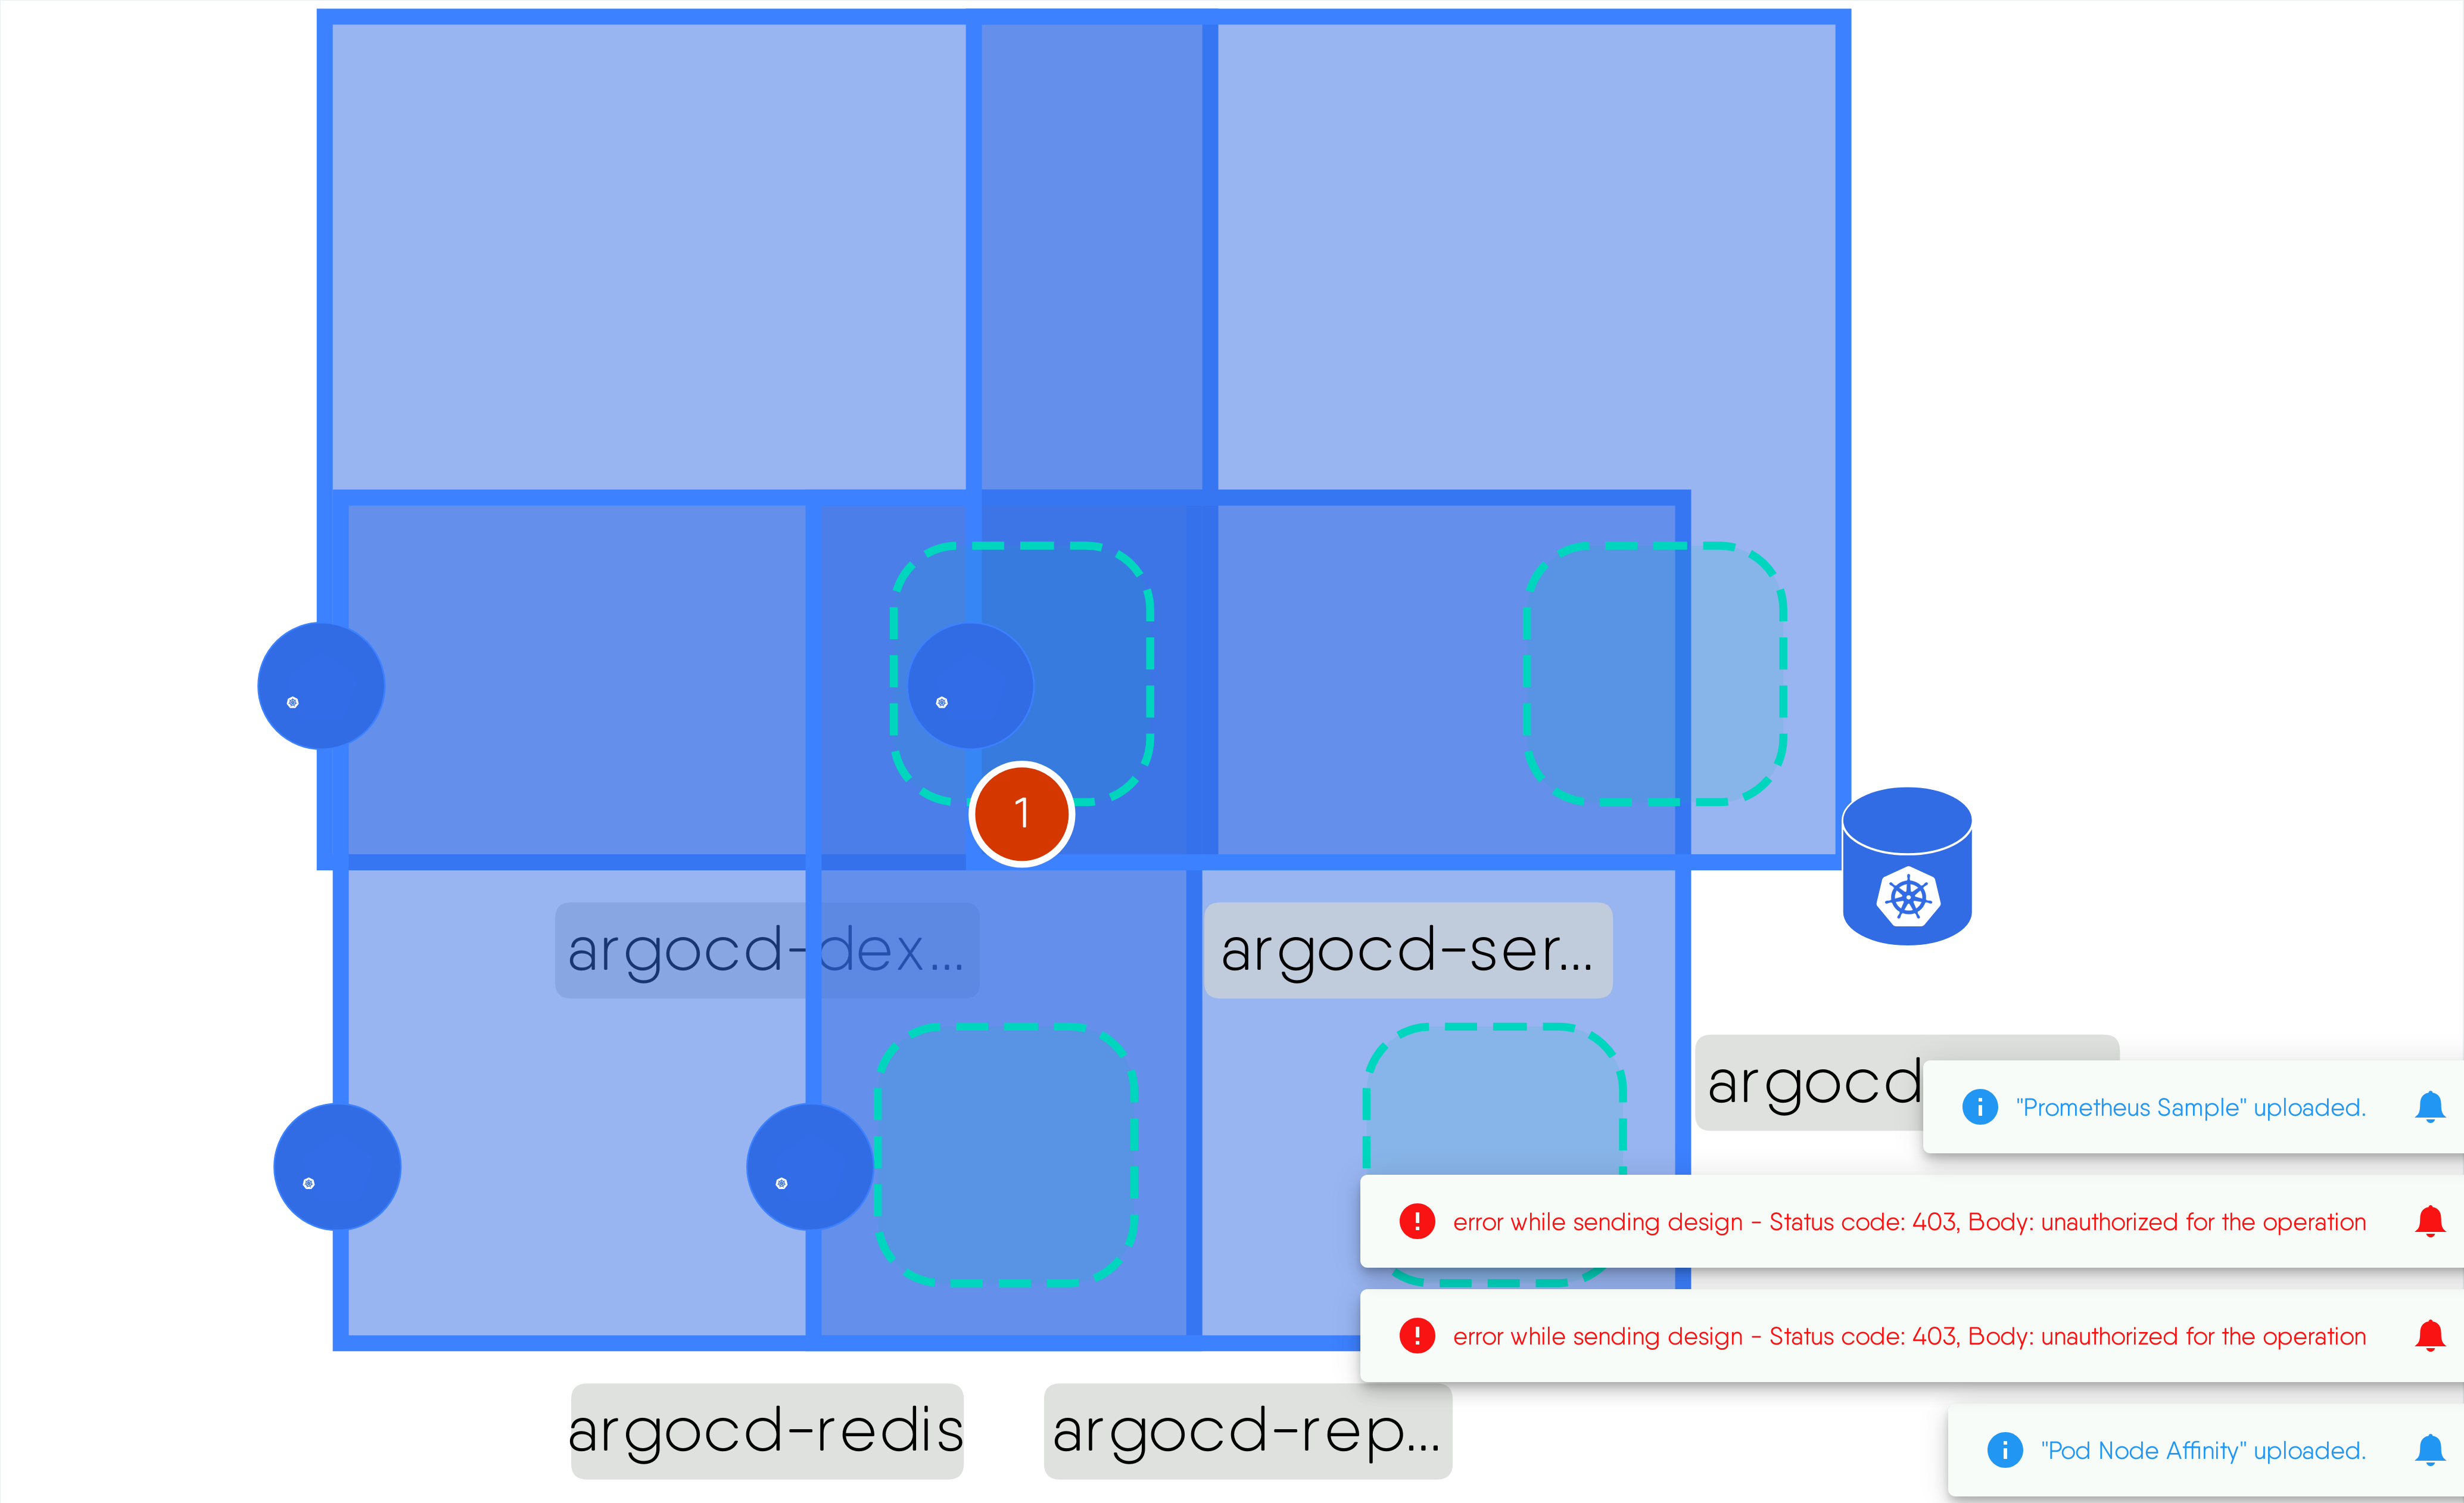 1
argocd-dex...
argocd-ser...
argocd
"Prometheus Sample" uploaded.
error while sending design - Status code: 403, Body: unauthorized for the operation
error while sending design - Status code: 403, Body: unauthorized for the operation
argocd-redis
argocd-rep...
"Pod Node Affinity" uploaded.